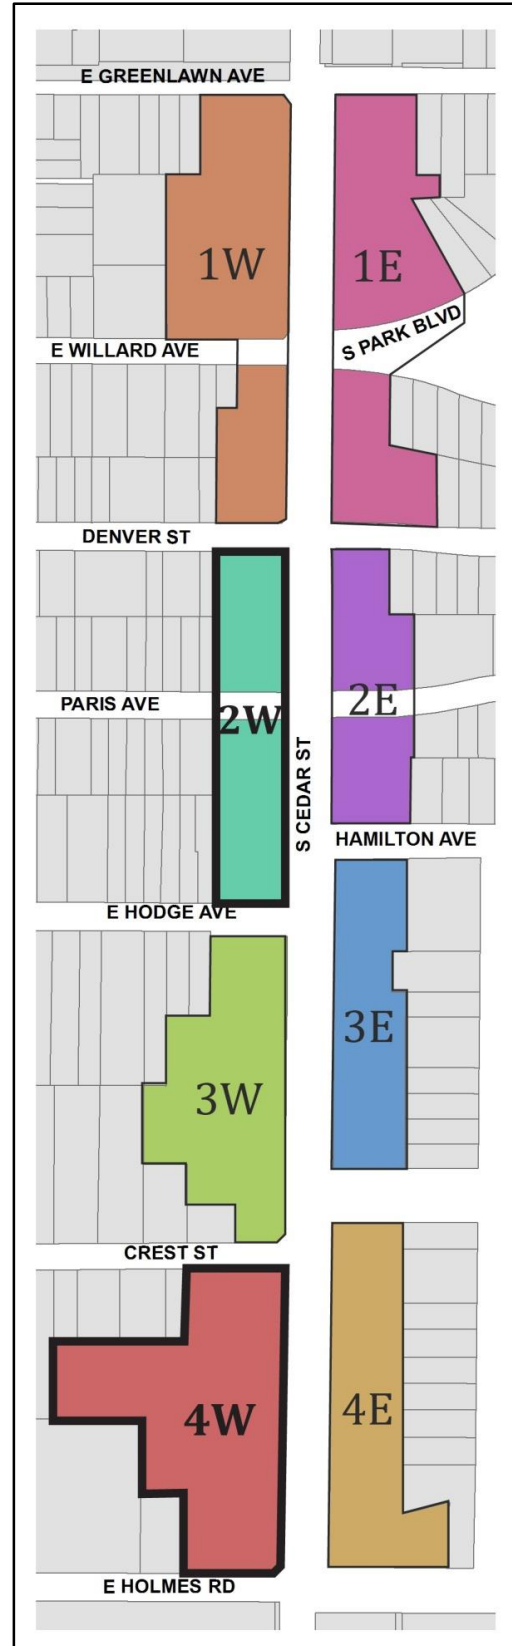 E GREENLAWN AVE
1W
1E
S PARK BLVD
E WILLARD AVE
DENVER ST
PARIS AVE
2W
2E
S CEDAR ST
HAMILTON AVE
E HODGE AVE
3E
3W
CREST ST
4W
4E
E HOLMES RD